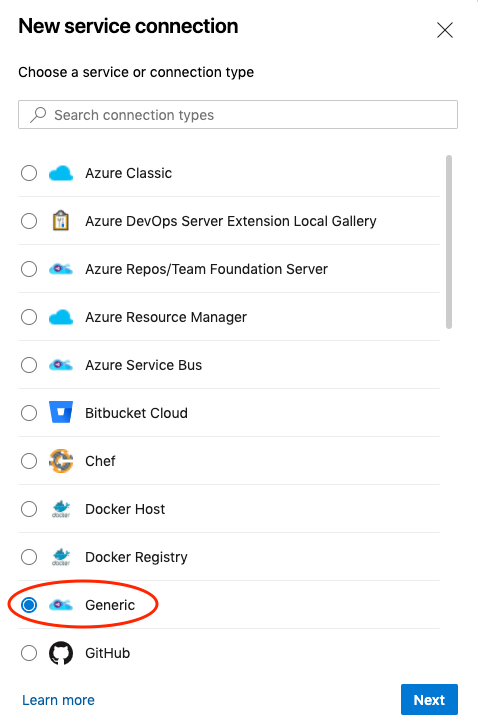 New service connection
Choose a service or connection type
Search connection types
Azure Classic
Azure DevOps Server Extension Local Gallery
Azure Repos/Team Foundation Server
Azure Resource Manager
Azure Service Bus
Bitbucket Cloud
Chef
docker
Docker Host
docker
Docker Registry
Generic
GitHub
Learn more
Next